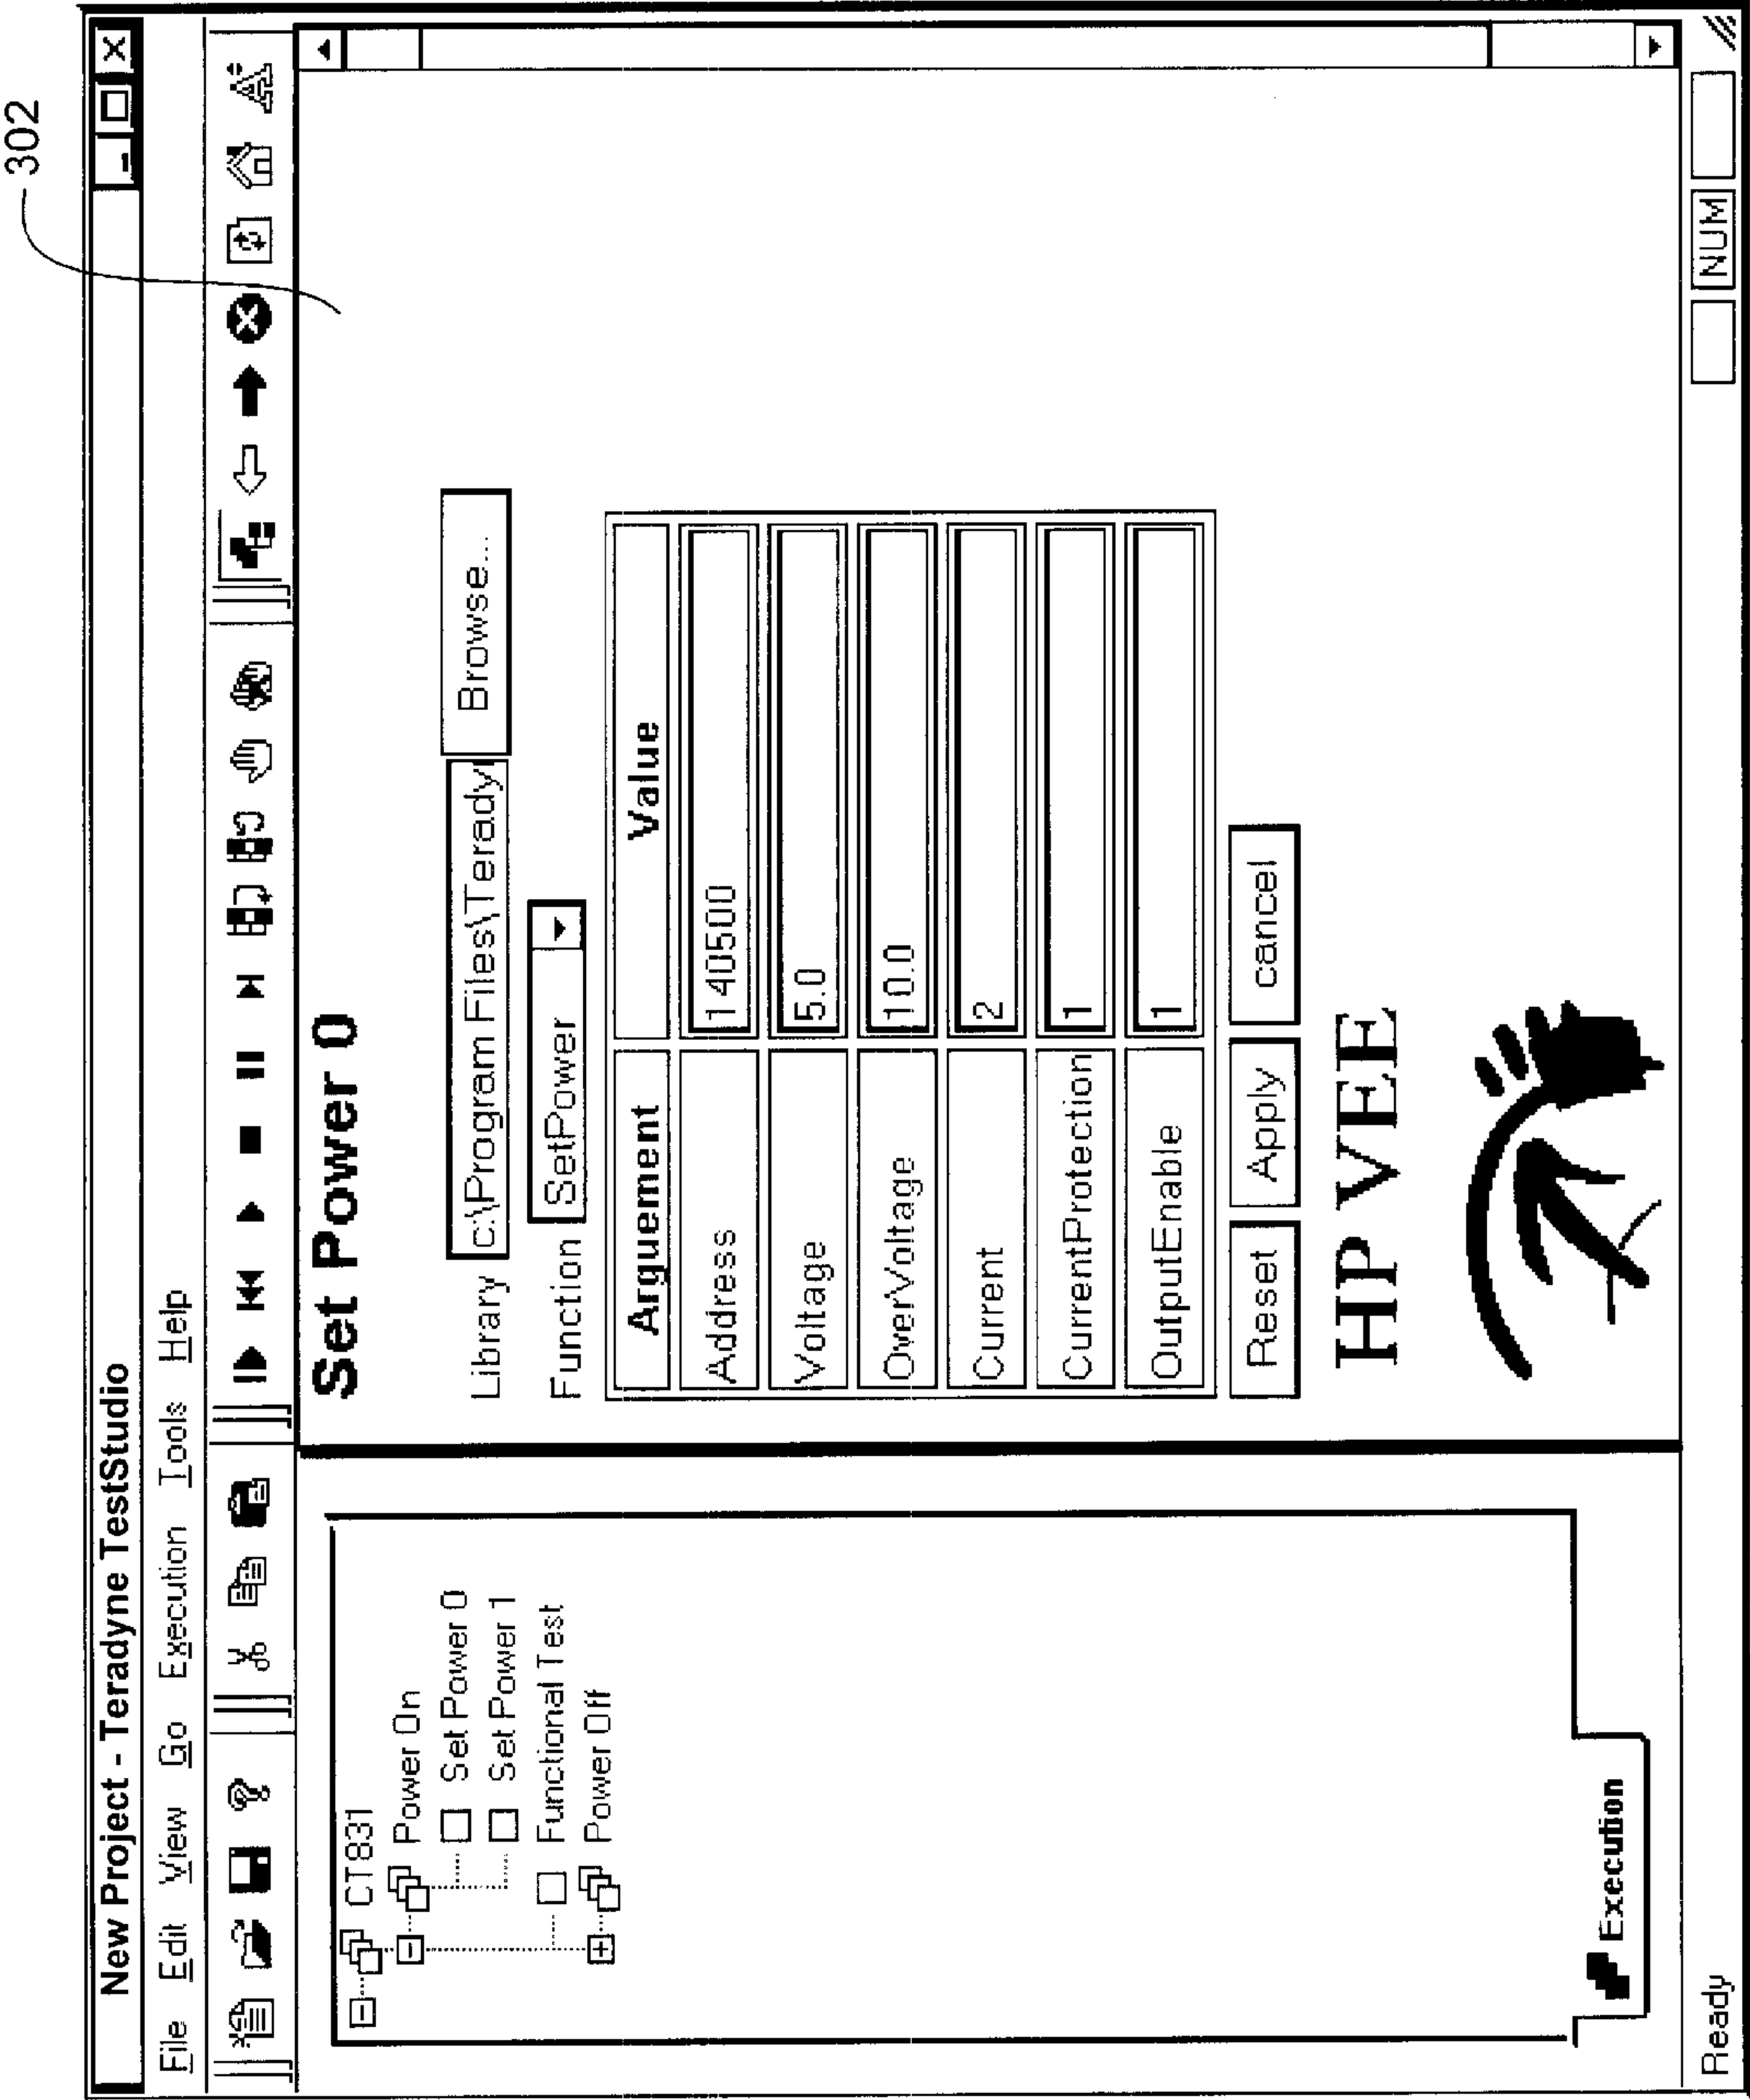 302
New Project - Teradyne TestStudio
File Edit View Go Execution Tools Help
CT831
Power On
Set Power 0
Set Power 1
Functional Test
Power Off
Execution
Set Power 0
Library c:\Program Files\Terady Browse...
Function SetPower
Arguement Value
Address 140500
Voltage 5.0
OverVoltage 10.0
Current 2
CurrentProtection 1
OutputEnable 1
Reset Apply cancel
HP VEE
Ready NUM